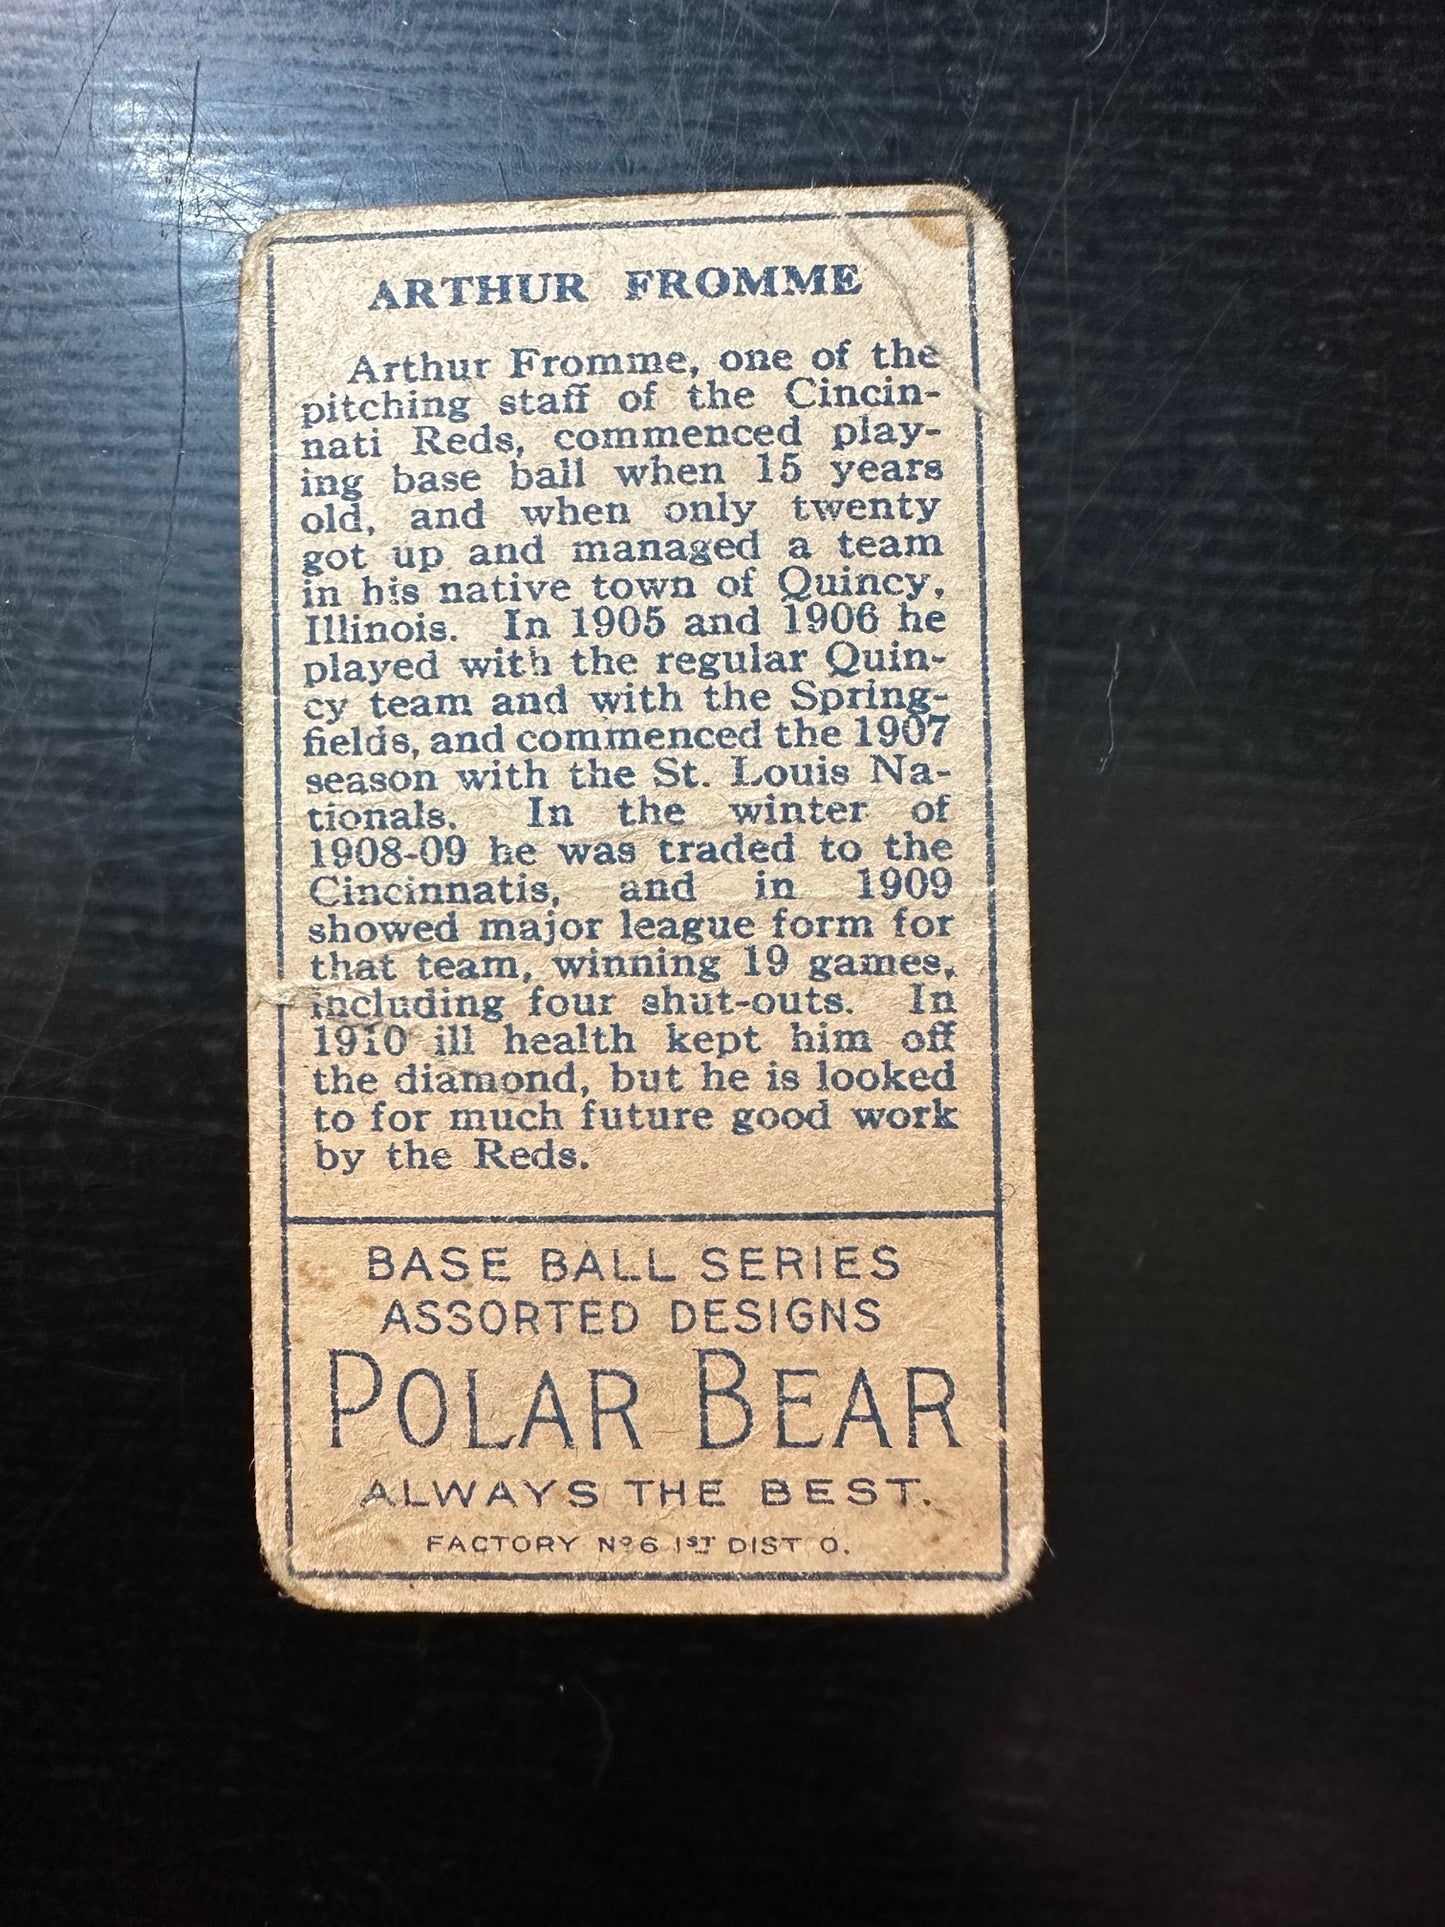 ARTHUR FROMME
Arthur Fromme, one of the
pitching staff of the Cincin-
nati Reds, commenced play-
ing base ball when 15 years
old, and when only twenty
got up and managed a team
in his native town of Quincy,
Illinois. In 1905 and 1906 he
played with the regular Quin-
cy team and with the Spring-
fields, and commenced the 1907
season with the St. Louis Na-
tionals. In the winter of
1908-09 he was traded to the
Cincinnatis, and in 1909
showed major league form for
that team, winning 19 games,
including four shut-outs. In
1910 ill health kept him off
the diamond, but he is looked
to for much future good work
by the Reds.
BASE BALL SERIES
ASSORTED DESIGNS
POLAR BEAR
ALWAYS THE BEST.
FACTORY Nº 6 1ST DIST O.